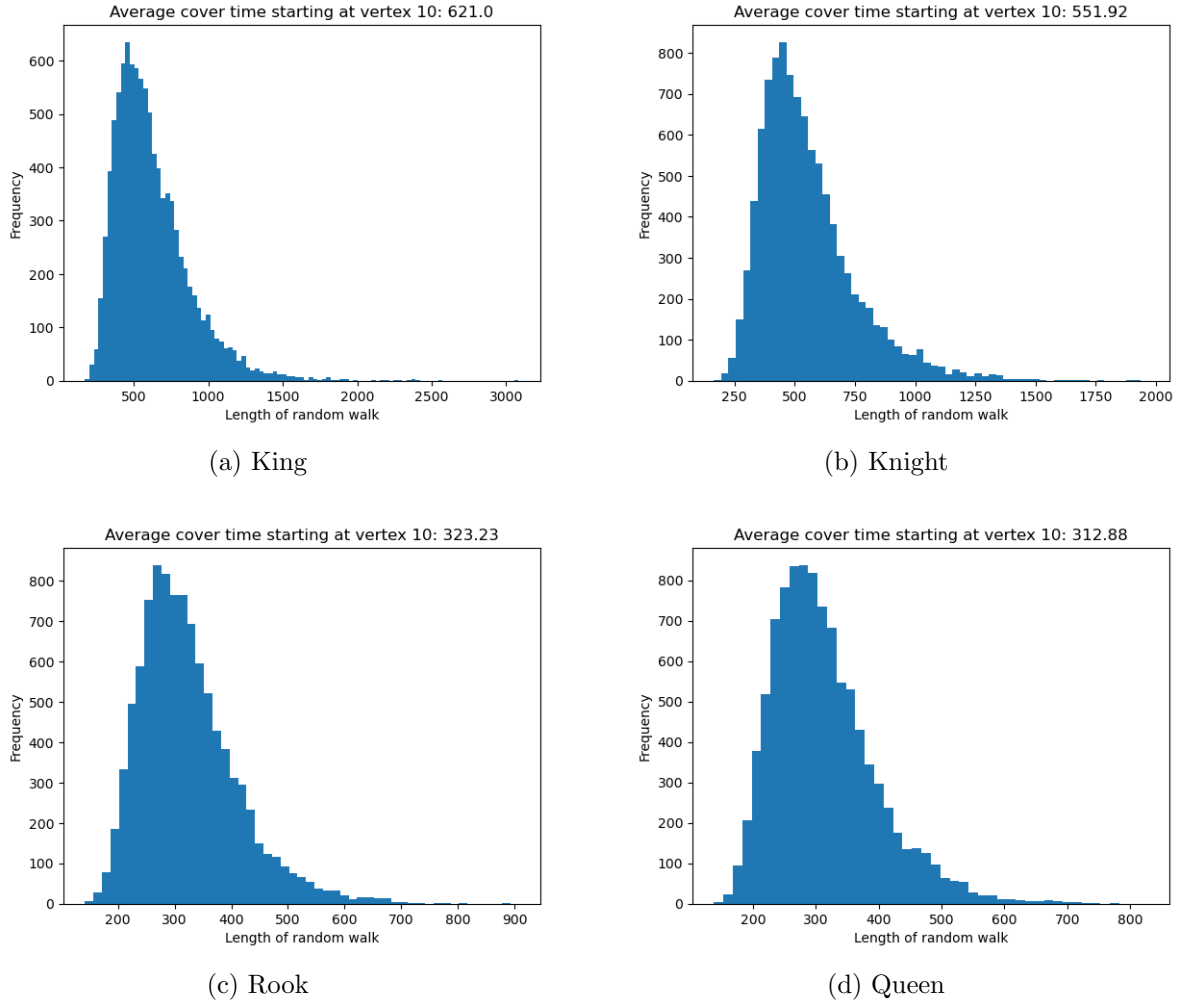 Average cover time starting at vertex 10: 621.0
Frequency
600
500
400
300
200
100
0
500 1000 1500 2000 2500 3000
Length of random walk
(a) King
Average cover time starting at vertex 10: 551.92
Frequency
800
700
600
500
400
300
200
100
0
250 500 750 1000 1250 1500 1750 2000
Length of random walk
(b) Knight
Average cover time starting at vertex 10: 323.23
Frequency
800
700
600
500
400
300
200
100
0
200 300 400 500 600 700 800 900
Length of random walk
(c) Rook
Average cover time starting at vertex 10: 312.88
Frequency
800
700
600
500
400
300
200
100
0
200 300 400 500 600 700 800
Length of random walk
(d) Queen